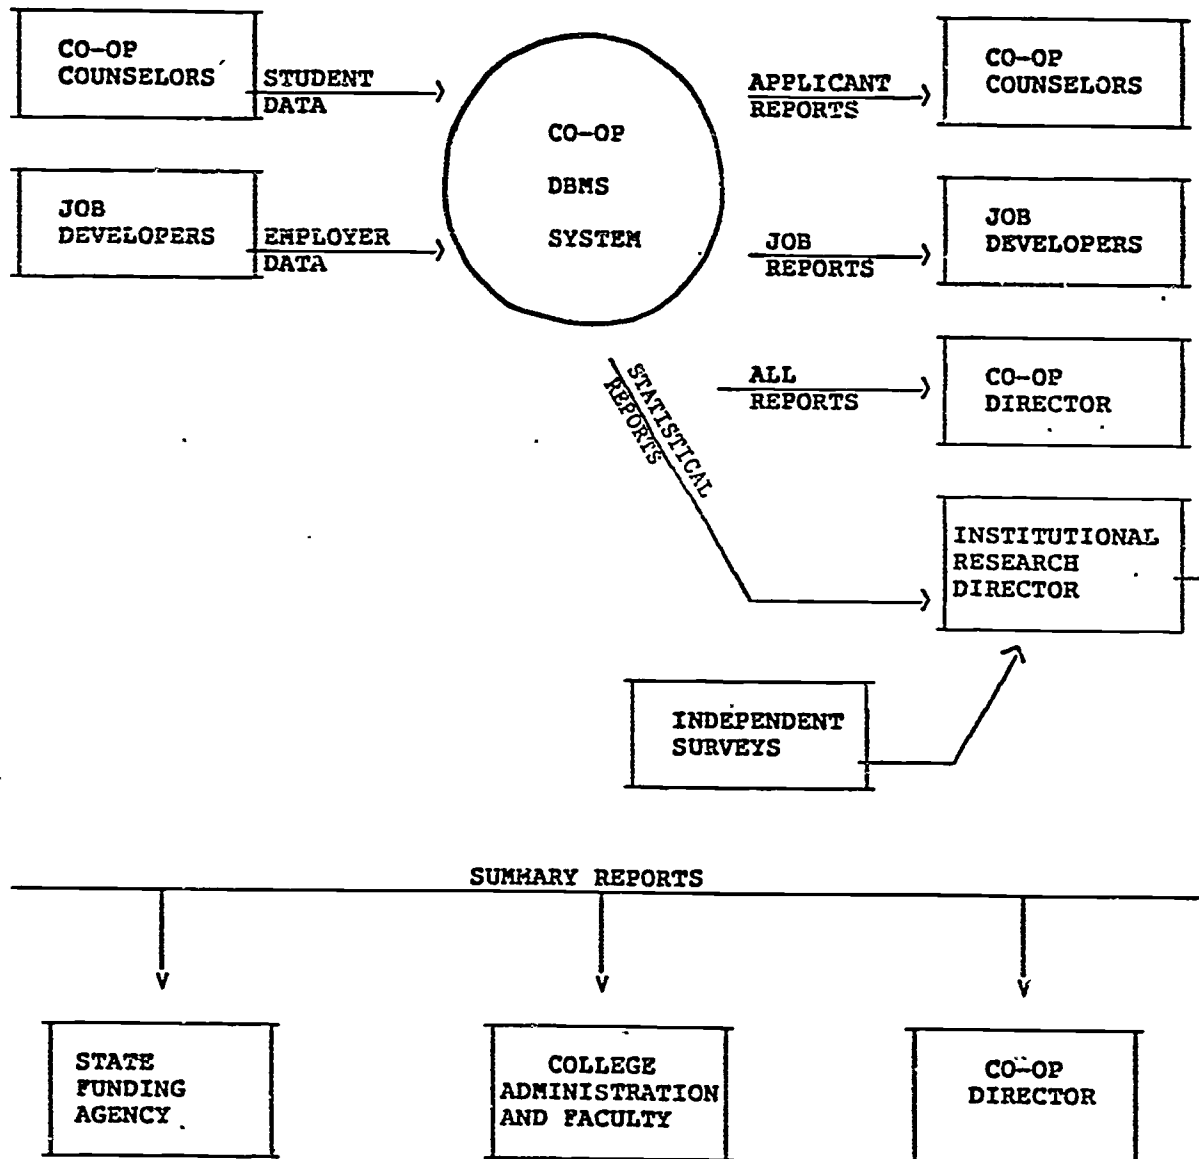 CO-OP
COUNSELORS
STUDENT
DATA
JOB
DEVELOPERS
EMPLOYER
DATA
CO-OP
DBMS
SYSTEM
APPLICANT
REPORTS
CO-OP
COUNSELORS
JOB
REPORTS
JOB
DEVELOPERS
ALL
REPORTS
CO-OP
DIRECTOR
STATISTICAL
REPORTS
INSTITUTIONAL
RESEARCH
DIRECTOR
INDEPENDENT
SURVEYS
SUMMARY REPORTS
STATE
FUNDING
AGENCY
COLLEGE
ADMINISTRATION
AND FACULTY
CO-OP
DIRECTOR